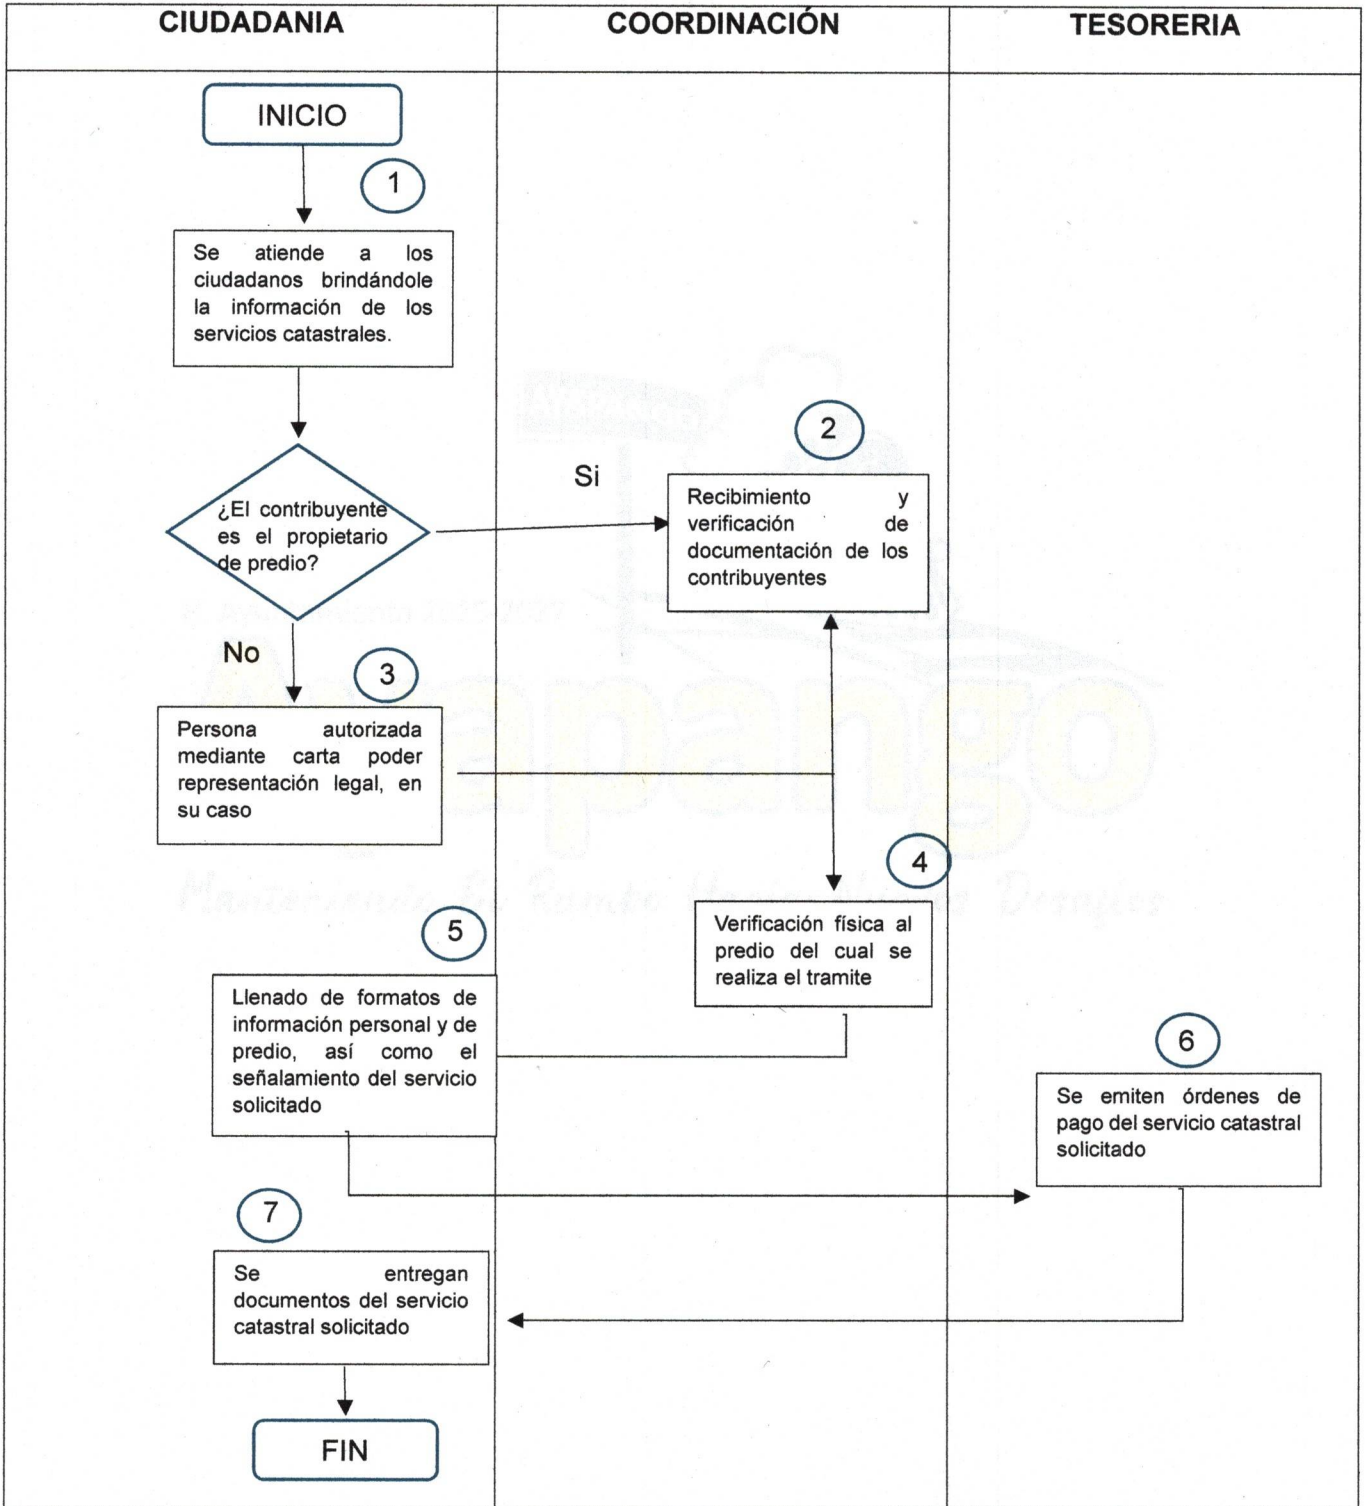 CIUDADANIA
COORDINACIÓN
TESORERIA
INICIO
1
Se atiende a los
ciudadanos brindándole
la información de los
servicios catastrales.
¿El contribuyente
es el propietario
de predio?
Si
2
Recibimiento y
verificación de
documentación de los
contribuyentes
No
3
Persona autorizada
mediante carta poder
representación legal, en
su caso
4
Verificación física al
predio del cual se
realiza el tramite
5
Llenado de formatos de
información personal y de
predio, así como el
señalamiento del servicio
solicitado
6
Se emiten órdenes de
pago del servicio catastral
solicitado
7
Se entregan
documentos del servicio
catastral solicitado
FIN